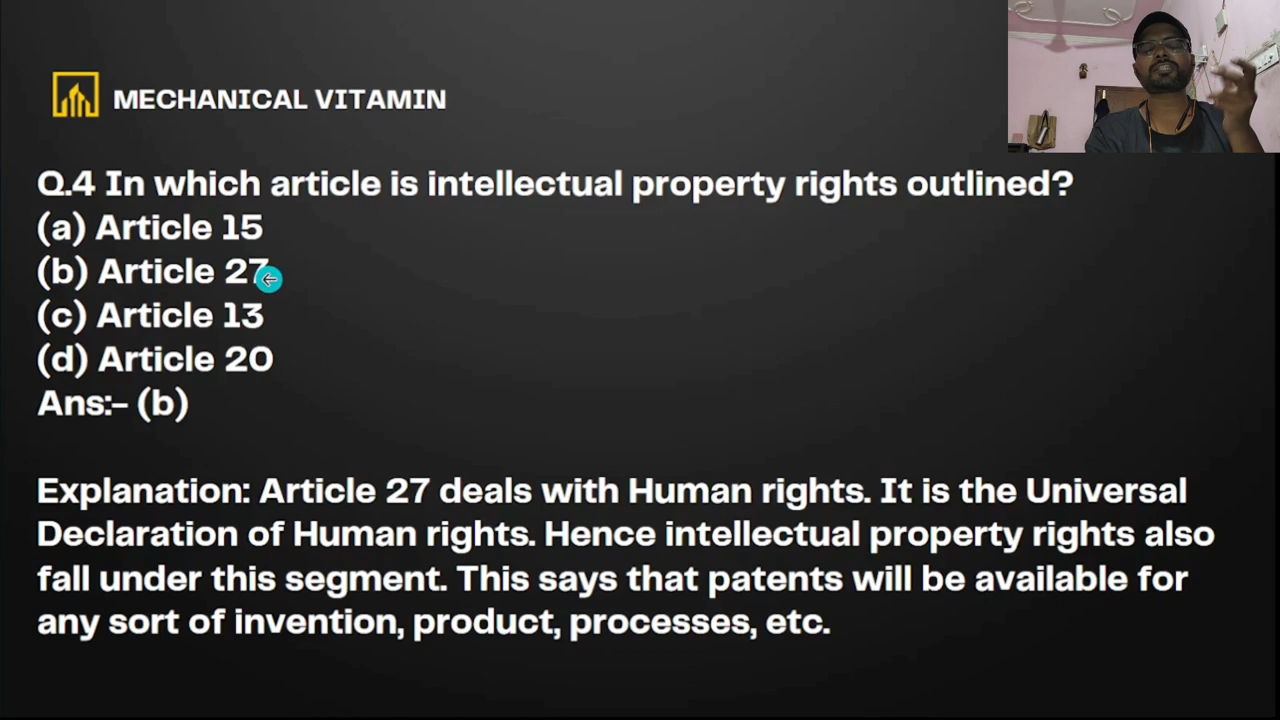 MECHANICAL VITAMIN
Q.4 In which article is intellectual property rights outlined?
(a) Article 15
(b) Article 27
(c) Article 13
(d) Article 20
Ans:- (b)
Explanation: Article 27 deals with Human rights. It is the Universal
Declaration of Human rights. Hence intellectual property rights also
fall under this segment. This says that patents will be available for
any sort of invention, product, processes, etc.